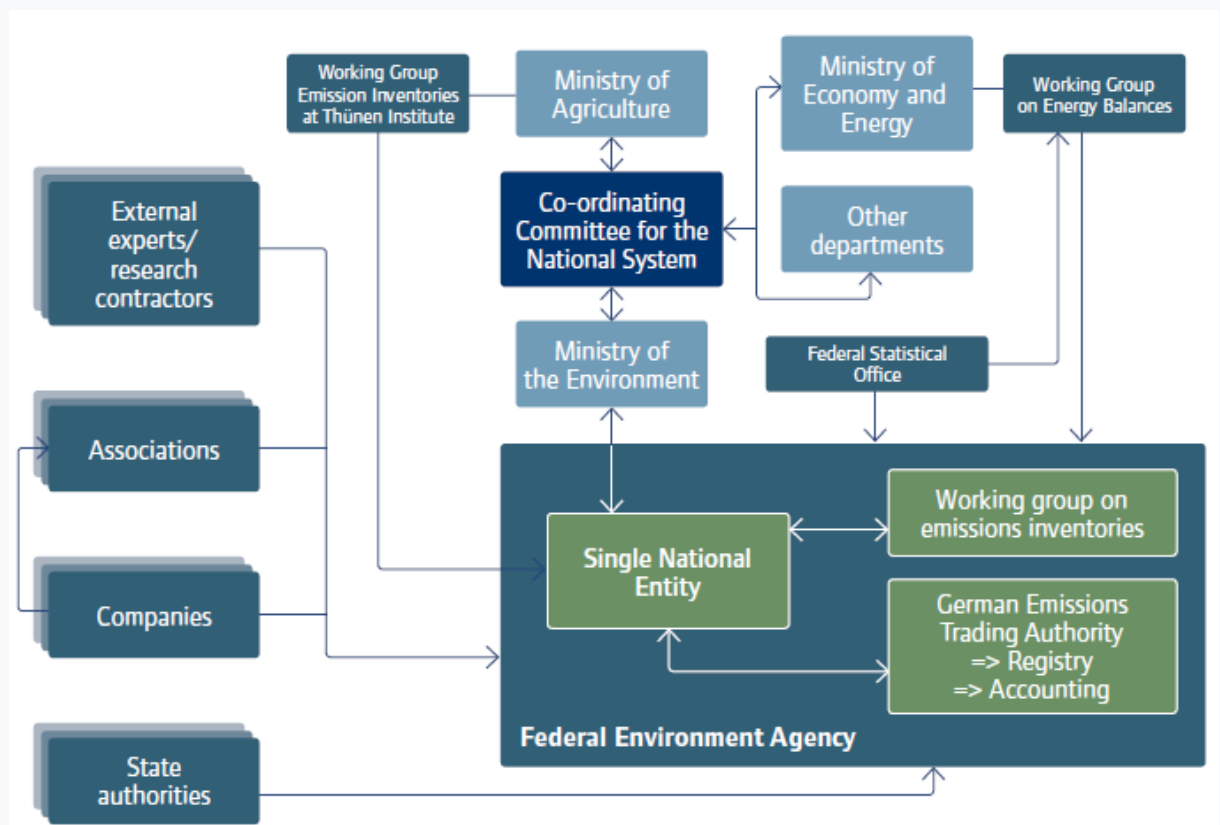 Working Group
Emission Inventories
at Thünen Institute
Ministry of
Agriculture
Ministry of
Economy and
Energy
Working Group
on Energy Balances
External
experts/
research
contractors
Co-ordinating
Committee for the
National System
Other
departments
Ministry of
the Environment
Federal Statistical
Office
Associations
Working group on
emissions inventories
Single National
Entity
Companies
German Emissions
Trading Authority
=> Registry
=> Accounting
Federal Environment Agency
State
authorities